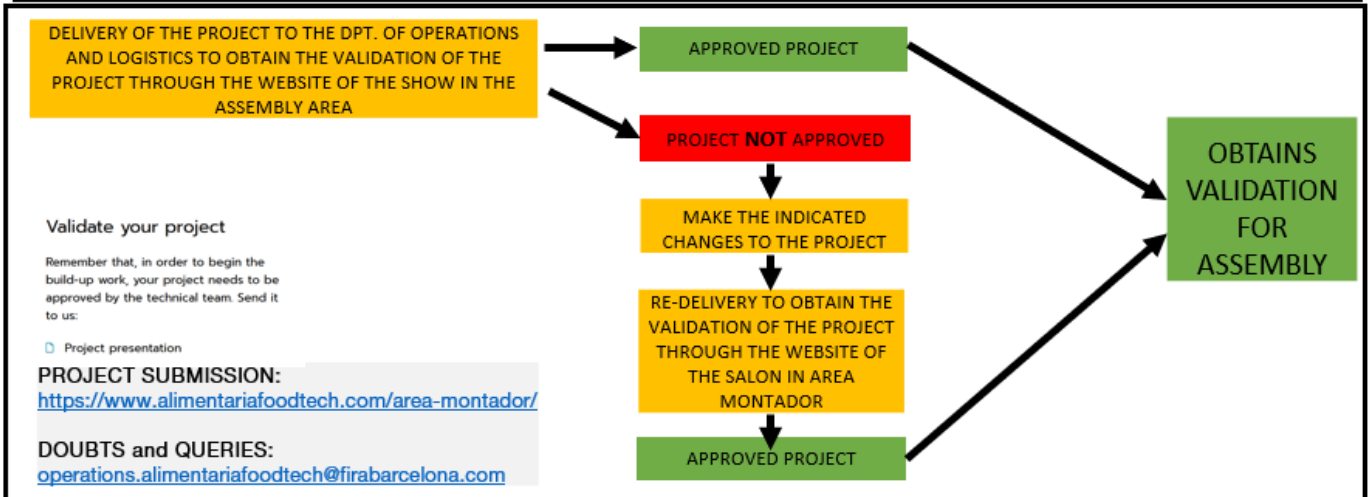 DELIVERY OF THE PROJECT TO THE DPT. OF OPERATIONS
AND LOGISTICS TO OBTAIN THE VALIDATION OF THE
PROJECT THROUGH THE WEBSITE OF THE SHOW IN THE
ASSEMBLY AREA
APPROVED PROJECT
PROJECT NOT APPROVED
MAKE THE INDICATED
CHANGES TO THE PROJECT
RE-DELIVERY TO OBTAIN THE
VALIDATION OF THE PROJECT
THROUGH THE WEBSITE OF
THE SALON IN AREA
MONTADOR
APPROVED PROJECT
OBTAINS
VALIDATION
FOR
ASSEMBLY
Validate your project
Remember that, in order to begin the
build-up work, your project needs to be
approved by the technical team. Send it
to us:
Project presentation
PROJECT SUBMISSION:
https://www.alimentariafoodtech.com/area-montador/
DOUBTS and QUERIES:
operations.alimentariafoodtech@firabarcelona.com